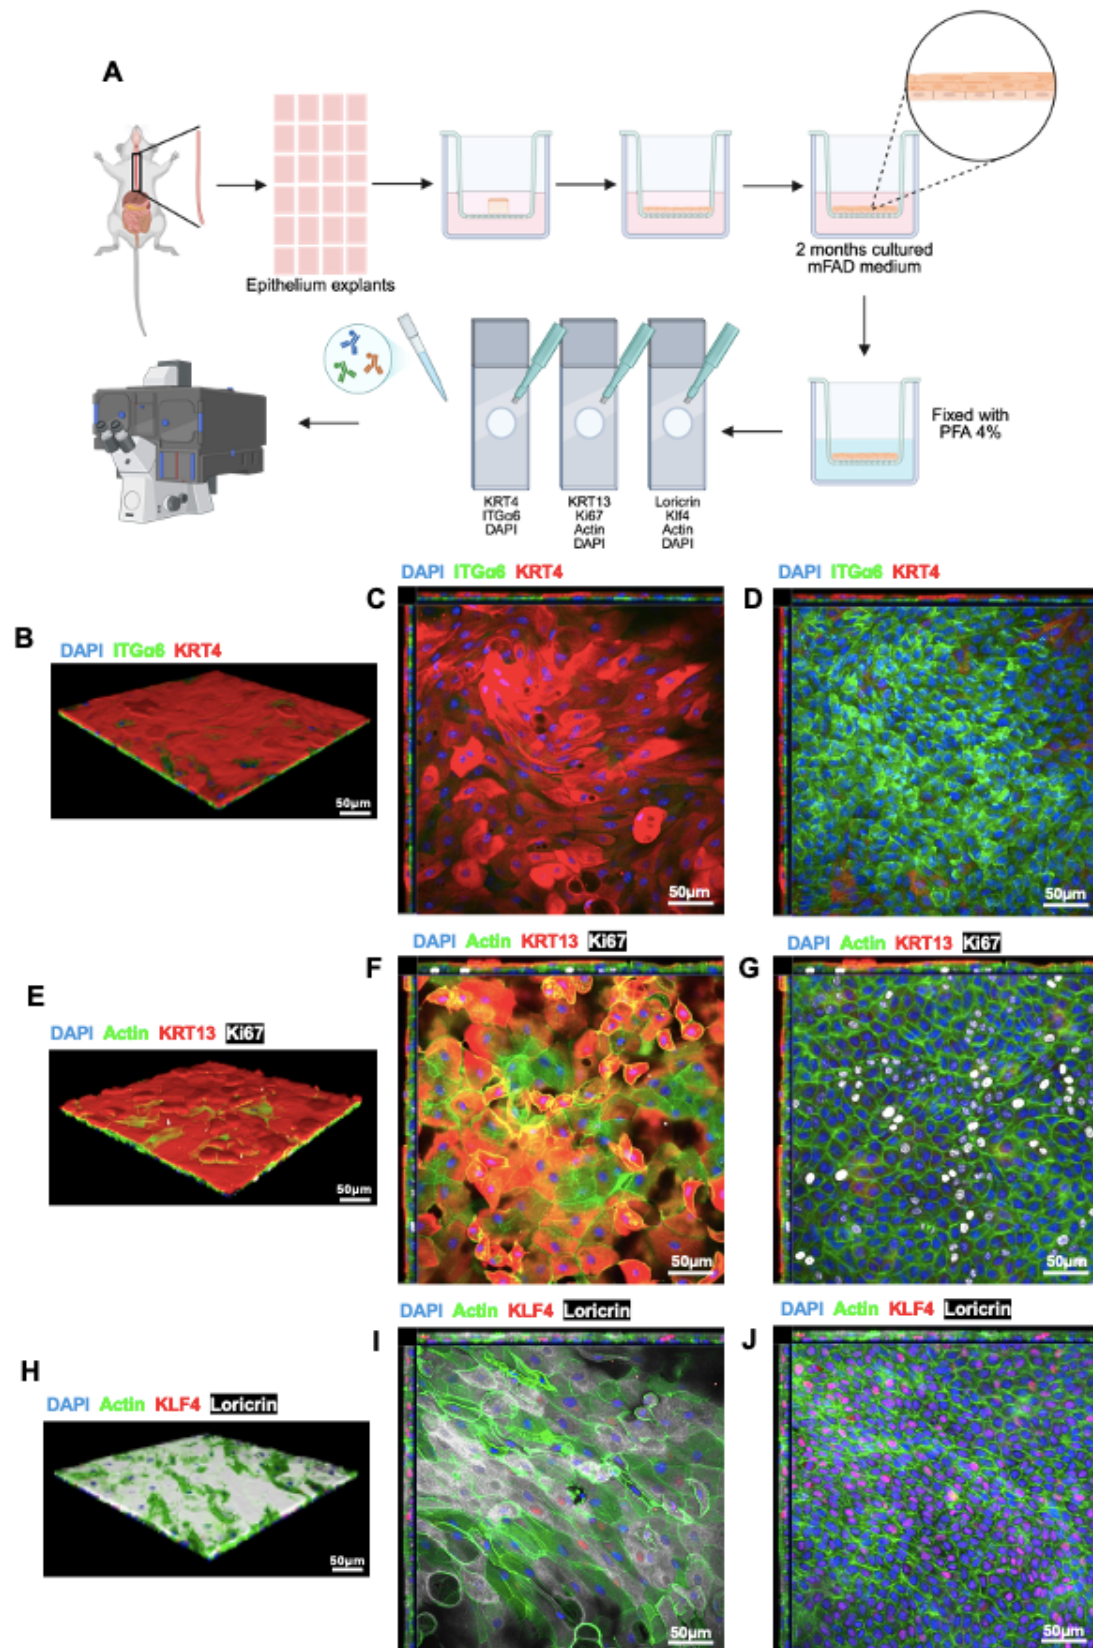 A
Epithelium explants
2 months cultured
mFAD medium
Fixed with
PFA 4%
KRT4
ITGα6
DAPI
KRT13
Ki67
Actin
DAPI
Loricrin
Klf4
Actin
DAPI
B
DAPI ITGα6 KRT4
50μm
C
DAPI ITGα6 KRT4
50μm
D
DAPI ITGα6 KRT4
50μm
E
DAPI Actin KRT13 Ki67
50μm
F
DAPI Actin KRT13 Ki67
50μm
G
DAPI Actin KRT13 Ki67
50μm
H
DAPI Actin KLF4 Loricrin
50μm
I
DAPI Actin KLF4 Loricrin
50μm
J
DAPI Actin KLF4 Loricrin
50μm